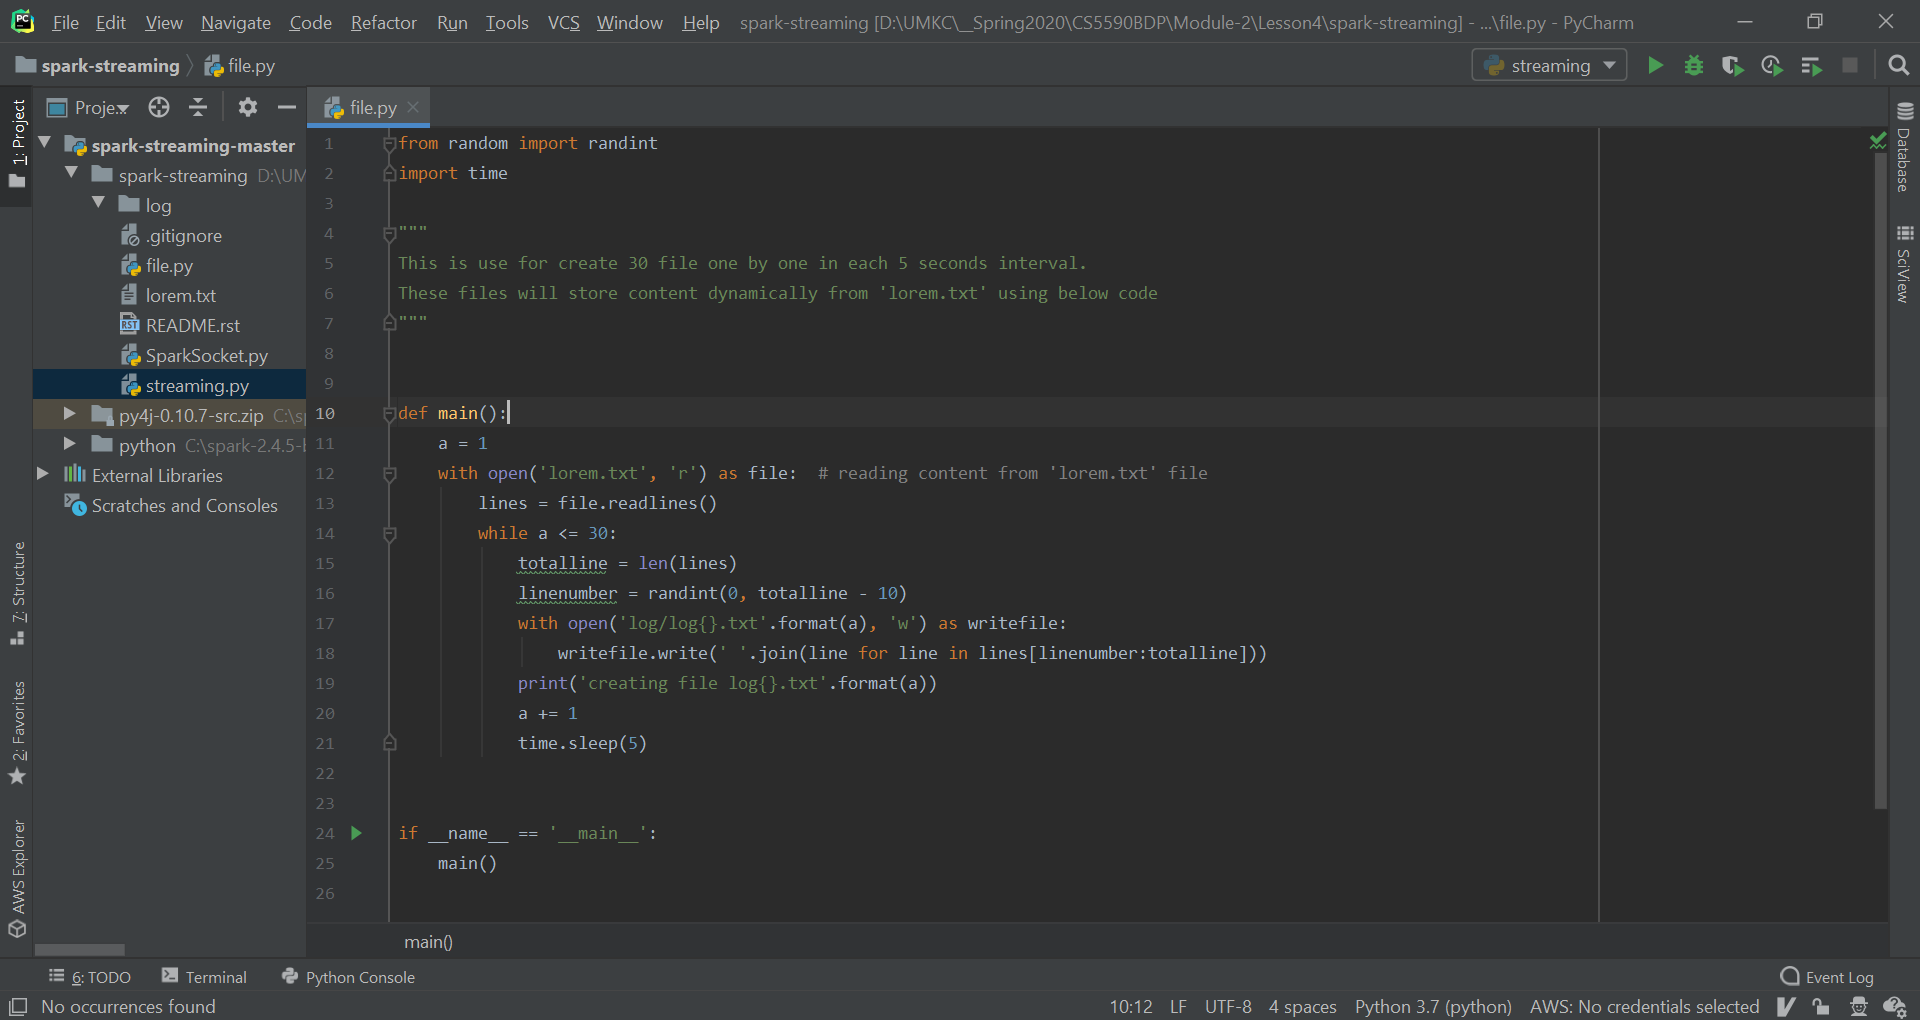 PC File Edit View Navigate Code Refactor Run Tools VCS Window Help spark-streaming [D:\UMKC\__Spring2020\CS5590BDP\Module-2\Lesson4\spark-streaming] - ...\file.py - PyCharm
spark-streaming file.py streaming
1: Project
Proje...
file.py
spark-streaming-master
spark-streaming D:\UM
log
.gitignore
file.py
lorem.txt
RST README.rst
SparkSocket.py
streaming.py
py4j-0.10.7-src.zip C:\s
python C:\spark-2.4.5-
External Libraries
Scratches and Consoles
7: Structure
2: Favorites
AWS Explorer
1 from random import randint
2 import time
3
4 """
5 This is use for create 30 file one by one in each 5 seconds interval.
6 These files will store content dynamically from 'lorem.txt' using below code
7 """
8
9
10 def main():
11 a = 1
12 with open('lorem.txt', 'r') as file:  # reading content from 'lorem.txt' file
13 lines = file.readlines()
14 while a <= 30:
15 totalline = len(lines)
16 linenumber = randint(0, totalline - 10)
17 with open('log/log{}.txt'.format(a), 'w') as writefile:
18 writefile.write(' '.join(line for line in lines[linenumber:totalline]))
19 print('creating file log{}.txt'.format(a))
20 a += 1
21 time.sleep(5)
22
23
24 if __name__ == '__main__':
25 main()
26
main()
Database
SciView
6: TODO Terminal Python Console Event Log
No occurrences found 10:12 LF UTF-8 4 spaces Python 3.7 (python) AWS: No credentials selected